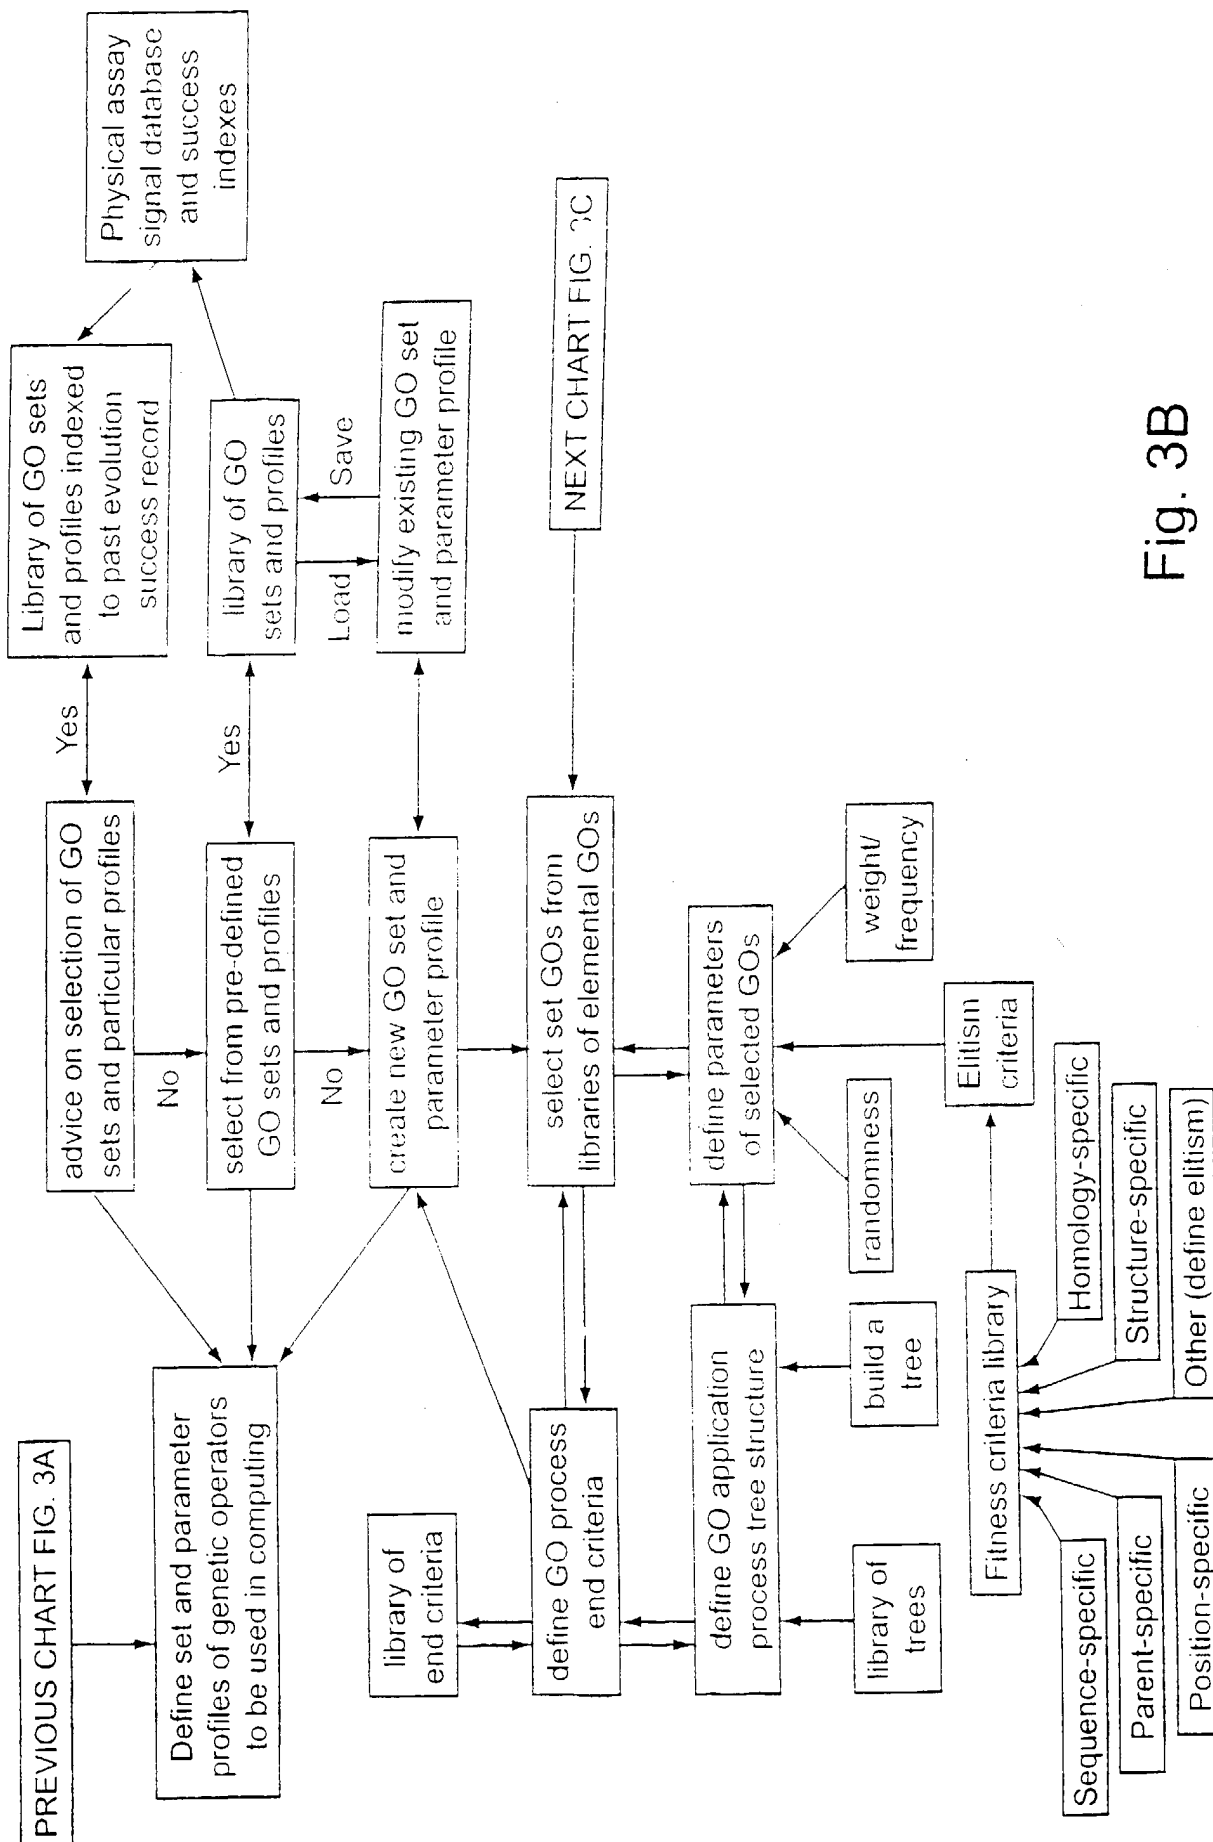 PREVIOUS CHART FIG. 3A
Define set and parameter
profiles of genetic operators
to be used in computing
advice on selection of GO
sets and particular profiles
Yes
Library of GO sets
and profiles indexed
to past evolution
success record
Physical assay
signal database
and success
indexes
No
select from pre-defined
GO sets and profiles
Yes
library of GO
sets and profiles
No
Load
Save
create new GO set and
parameter profile
modify existing GO set
and parameter profile
library of
end criteria
define GO process
end criteria
select set GOs from
libraries of elemental GOs
NEXT CHART FIG. 3C
define GO application
process tree structure
define parameters
of selected GOs
library of
trees
build a
tree
randomness
weight/
frequency
Elitism
criteria
Fitness criteria library
Sequence-specific
Parent-specific
Position-specific
Homology-specific
Structure-specific
Other (define elitism)
Fig. 3B